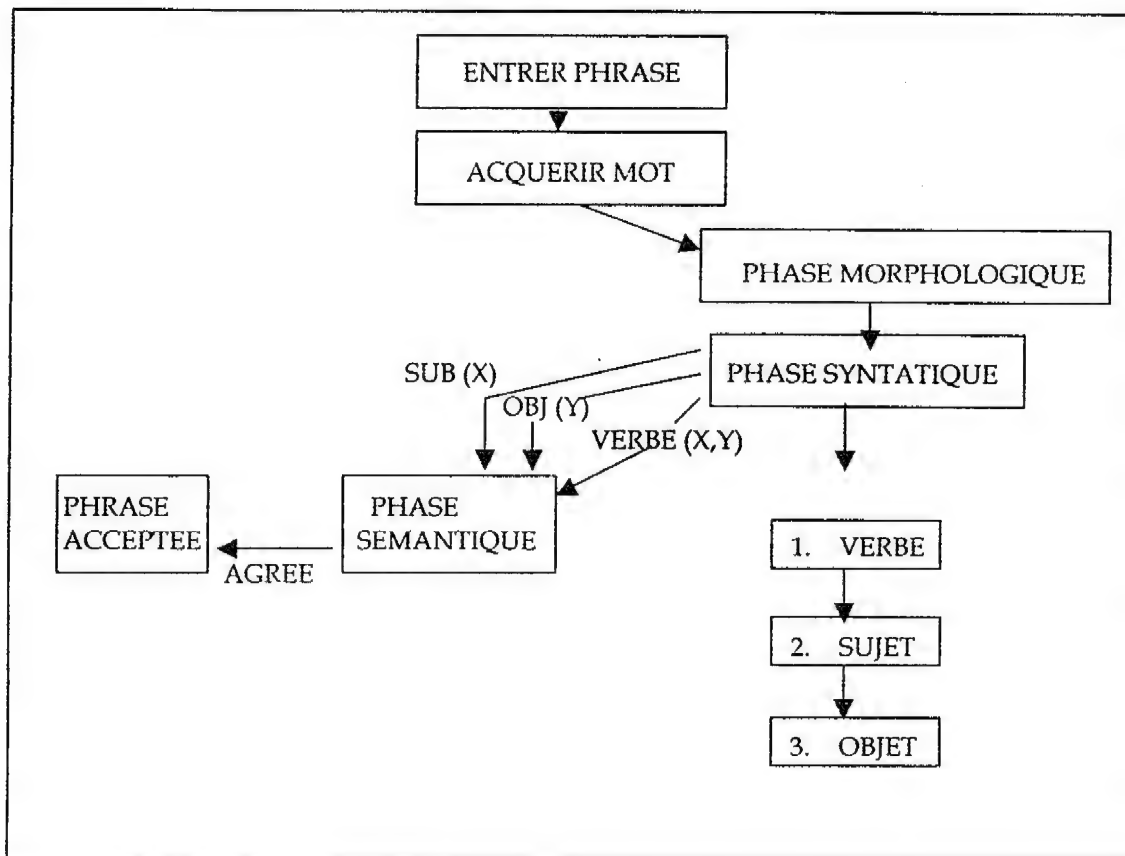 ENTRER PHRASE
ACQUERIR MOT
PHASE MORPHOLOGIQUE
PHASE SYNTATIQUE
SUB (X)
OBJ (Y)
VERBE (X,Y)
PHRASE
ACCEPTEE
AGREE
PHASE
SEMANTIQUE
1. VERBE
2. SUJET
3. OBJET